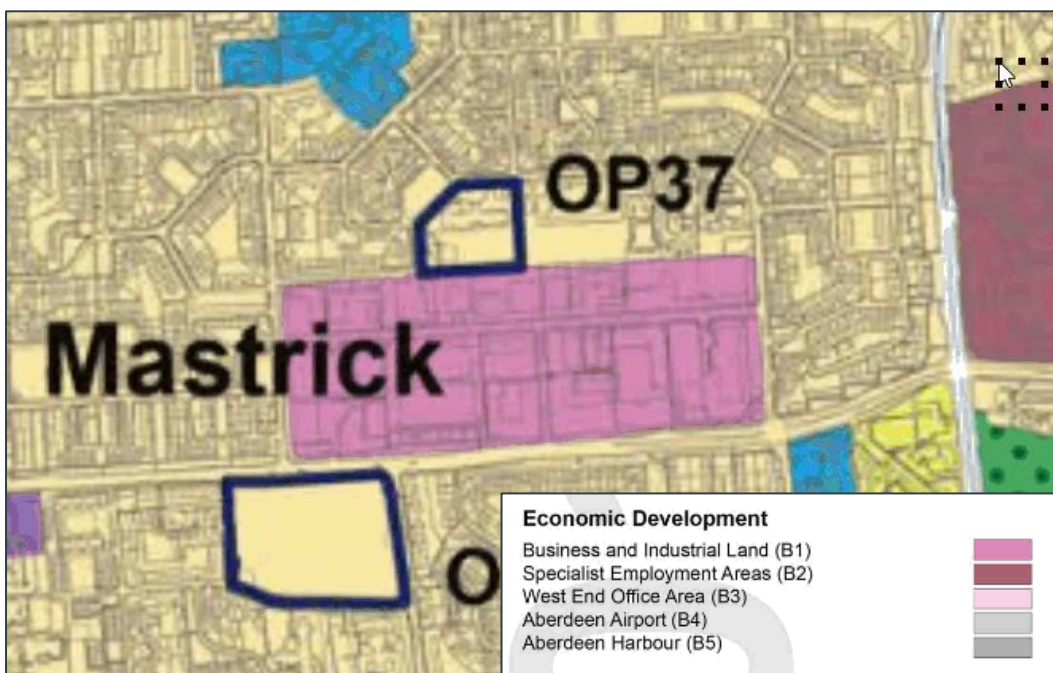 OP37
Mastrick
O
Economic Development
Business and Industrial Land (B1)
Specialist Employment Areas (B2)
West End Office Area (B3)
Aberdeen Airport (B4)
Aberdeen Harbour (B5)